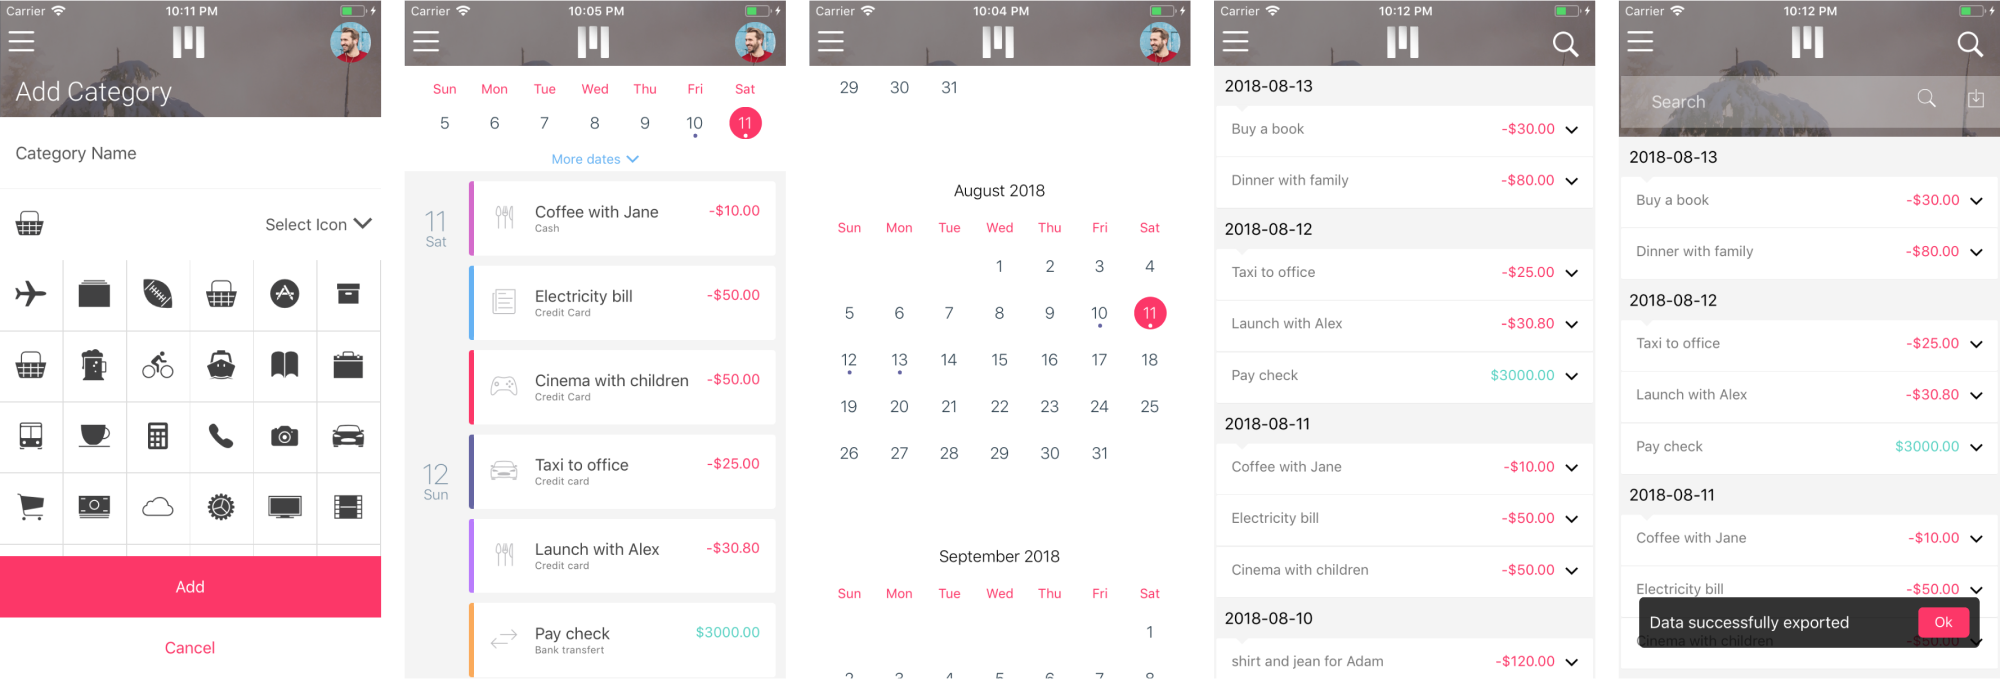 Carrier 10:11 PM
Add Category
Category Name
Select Icon
Add
Cancel
Carrier 10:05 PM
Sun Mon Tue Wed Thu Fri Sat
5 6 7 8 9 10 11
More dates
11
Sat
Coffee with Jane -$10.00
Cash
Electricity bill -$50.00
Credit Card
Cinema with children -$50.00
Credit Card
12
Sun
Taxi to office -$25.00
Credit card
Launch with Alex -$30.80
Credit card
Pay check $3000.00
Bank transfert
Carrier 10:04 PM
29 30 31
August 2018
Sun Mon Tue Wed Thu Fri Sat
1 2 3 4
5 6 7 8 9 10 11
12 13 14 15 16 17 18
19 20 21 22 23 24 25
26 27 28 29 30 31
September 2018
Sun Mon Tue Wed Thu Fri Sat
1
2 3 4 5 6 7 8
Carrier 10:12 PM
2018-08-13
Buy a book -$30.00
Dinner with family -$80.00
2018-08-12
Taxi to office -$25.00
Launch with Alex -$30.80
Pay check $3000.00
2018-08-11
Coffee with Jane -$10.00
Electricity bill -$50.00
Cinema with children -$50.00
2018-08-10
shirt and jean for Adam -$120.00
Carrier 10:12 PM
Search
2018-08-13
Buy a book -$30.00
Dinner with family -$80.00
2018-08-12
Taxi to office -$25.00
Launch with Alex -$30.80
Pay check $3000.00
2018-08-11
Coffee with Jane -$10.00
Electricity bill -$50.00
Data successfully exported Ok
Cinema with children -$50.00